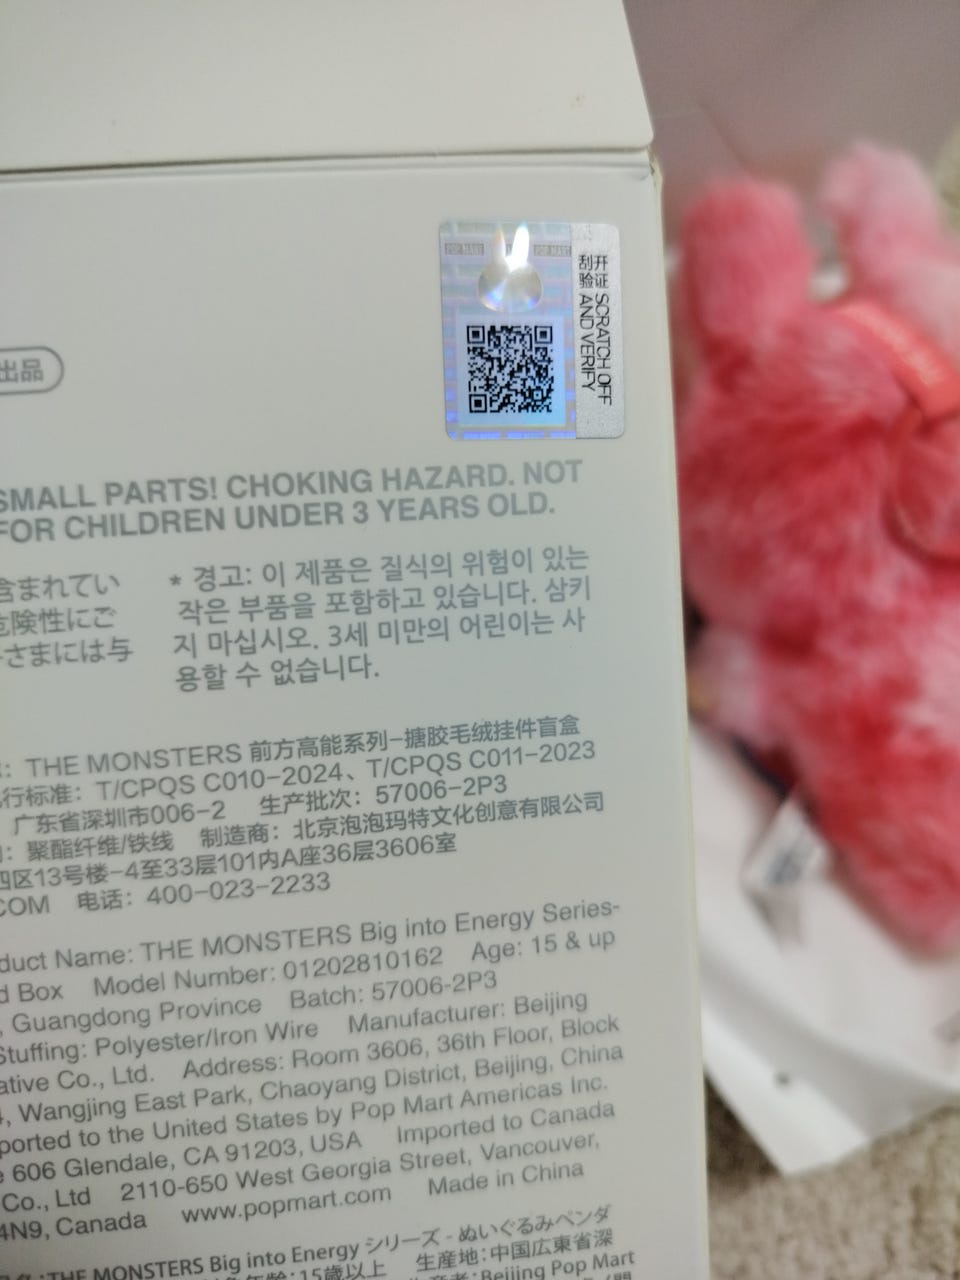 POP MART
POP MART
开证 SCRATCH OFF
刮验 AND VERIFY
出品
SMALL PARTS! CHOKING HAZARD. NOT
FOR CHILDREN UNDER 3 YEARS OLD.
含まれてい
危険性にご
さまには与
* 경고: 이 제품은 질식의 위험이 있는
작은 부품을 포함하고 있습니다. 삼키
지 마십시오. 3세 미만의 어린이는 사
용할 수 없습니다.
: THE MONSTERS 前方高能系列-搪胶毛绒挂件盲盒
行标准: T/CPQS C010-2024、T/CPQS C011-2023
广东省深圳市006-2 生产批次: 57006-2P3
: 聚酯纤维/铁线 制造商: 北京泡泡玛特文化创意有限公司
四区13号楼-4至33层101内A座36层3606室
COM 电话: 400-023-2233
duct Name: THE MONSTERS Big into Energy Series-
d Box Model Number: 01202810162 Age: 15 & up
, Guangdong Province Batch: 57006-2P3
Stuffing: Polyester/Iron Wire Manufacturer: Beijing
ative Co., Ltd. Address: Room 3606, 36th Floor, Block
4, Wangjing East Park, Chaoyang District, Beijing, China
ported to the United States by Pop Mart Americas Inc.
e 606 Glendale, CA 91203, USA Imported to Canada
Co., Ltd 2110-650 West Georgia Street, Vancouver,
4N9, Canada www.popmart.com Made in China
:THE MONSTERS Big into Energy シリーズ - ぬいぐるみペンダ
象年齢:15歳以上 生産地:中国広東省深
生産者:Beijing Pop Mart